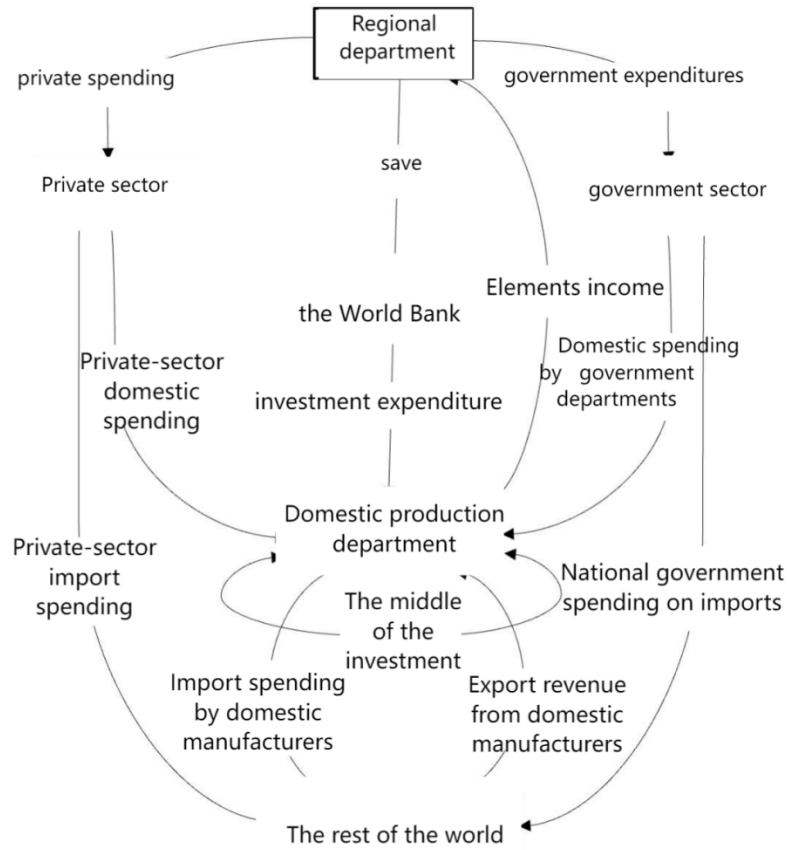 Regional
department
private spending
government expenditures
save
Private sector
government sector
Elements income
the World Bank
Private-sector
domestic
spending
Domestic spending
by government
departments
investment expenditure
Domestic production
department
Private-sector
import
spending
The middle
of the
investment
National government
spending on imports
Import spending
by domestic
manufacturers
Export revenue
from domestic
manufacturers
The rest of the world